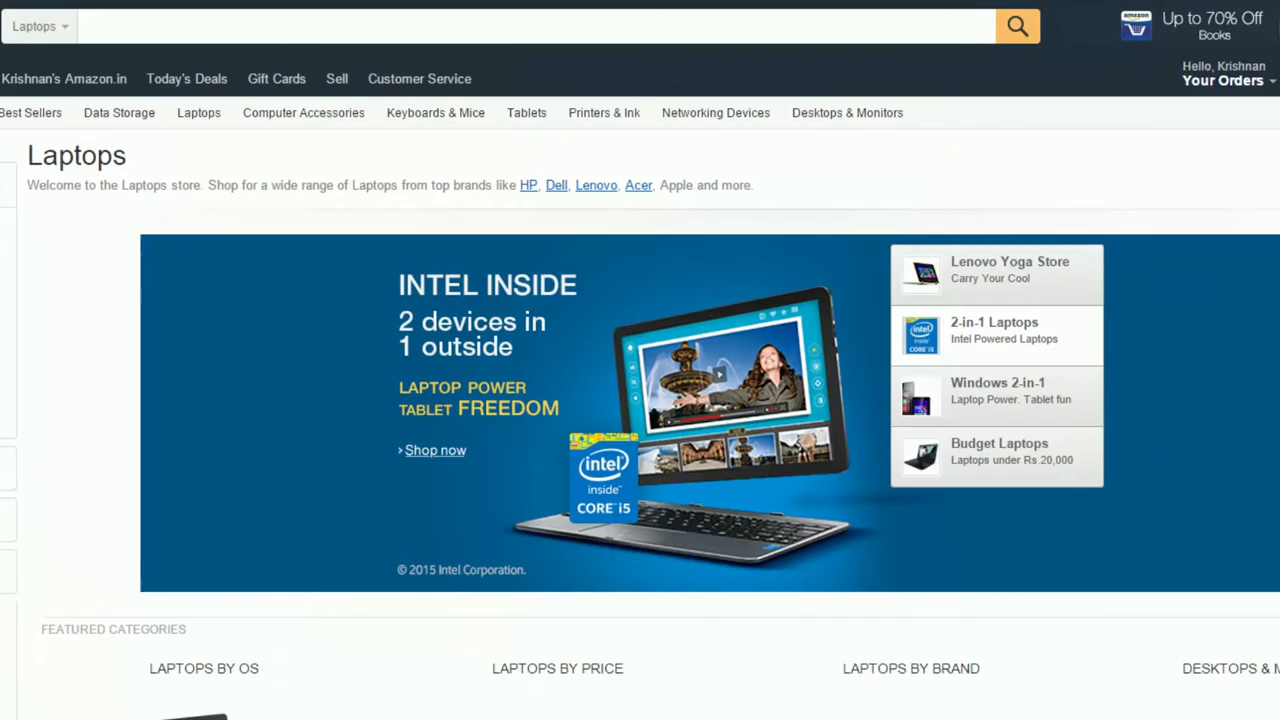 Laptops
amazon
Up to 70% Off
Books
Krishnan's Amazon.in Today's Deals Gift Cards Sell Customer Service
Hello, Krishnan
Your Orders
Best Sellers Data Storage Laptops Computer Accessories Keyboards & Mice Tablets Printers & Ink Networking Devices Desktops & Monitors
Laptops
Welcome to the Laptops store. Shop for a wide range of Laptops from top brands like HP, Dell, Lenovo, Acer, Apple and more.
INTEL INSIDE
2 devices in
1 outside
LAPTOP POWER
TABLET FREEDOM
› Shop now
intel
inside™
CORE™ i5
© 2015 Intel Corporation.
Lenovo Yoga Store
Carry Your Cool
intel
inside
CORE i5
2-in-1 Laptops
Intel Powered Laptops
Windows 2-in-1
Laptop Power. Tablet fun
Budget Laptops
Laptops under Rs.20,000
FEATURED CATEGORIES
LAPTOPS BY OS LAPTOPS BY PRICE LAPTOPS BY BRAND DESKTOPS & M